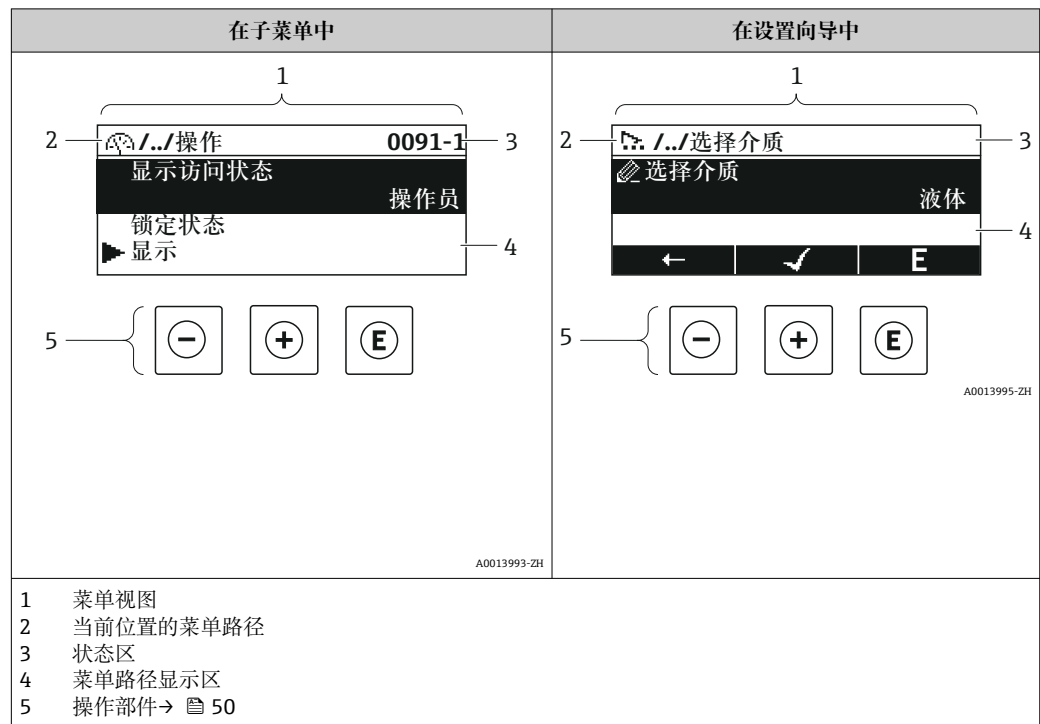 在子菜单中
1
2
/../操作 0091-1
3
显示访问状态
操作员
锁定状态
显示
4
5
− + E
A0013993-ZH
在设置向导中
1
2
/../选择介质
3
选择介质
液体
4
← ✓ E
5
− + E
A0013995-ZH
1 菜单视图
2 当前位置的菜单路径
3 状态区
4 菜单路径显示区
5 操作部件→ 50